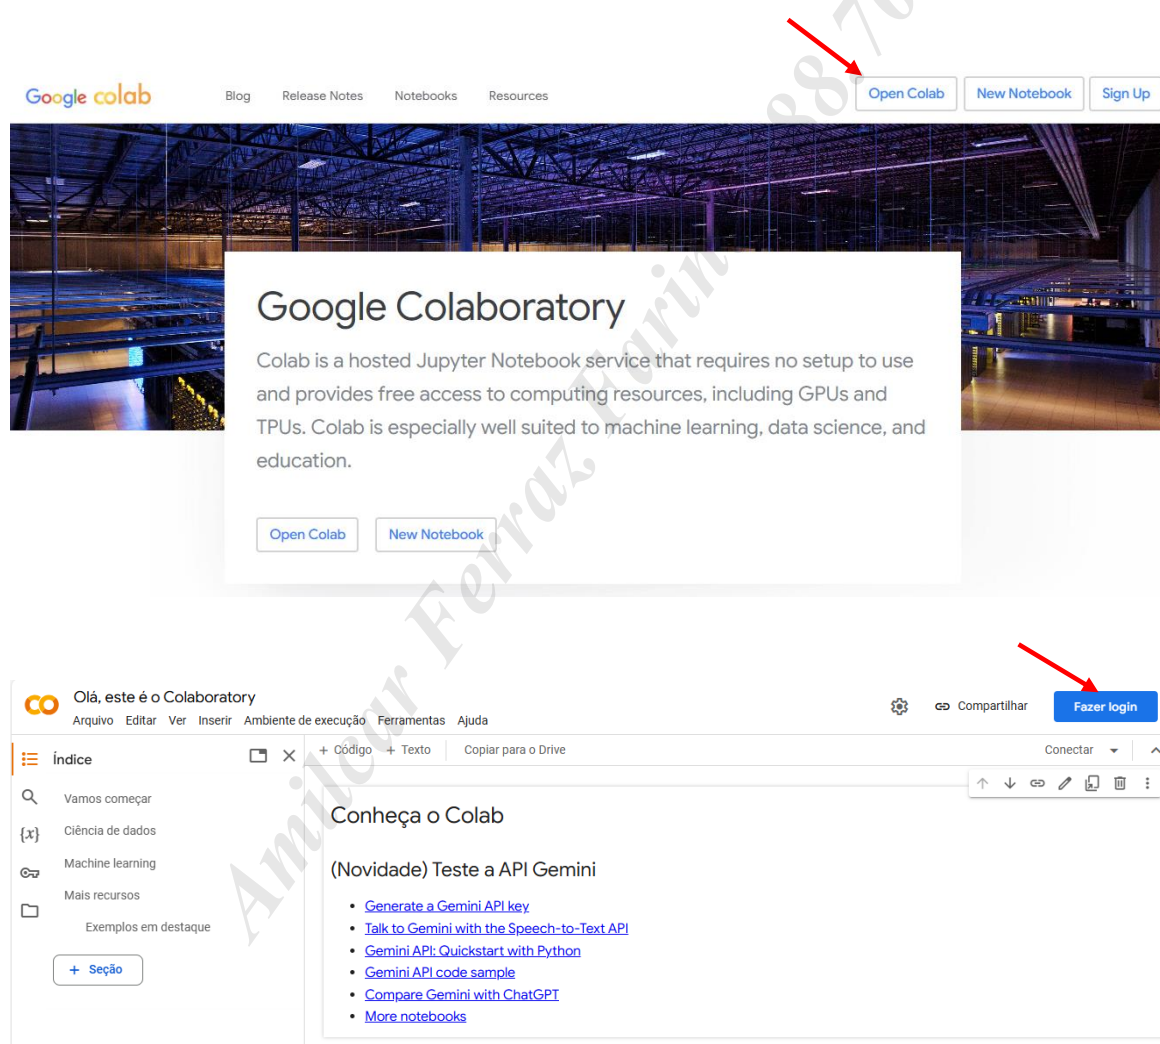 Google colab
Blog Release Notes Notebooks Resources
Open Colab New Notebook Sign Up
Google Colaboratory
Colab is a hosted Jupyter Notebook service that requires no setup to use
and provides free access to computing resources, including GPUs and
TPUs. Colab is especially well suited to machine learning, data science, and
education.
Open Colab New Notebook
Amilcar Ferraz Farin
Olá, este é o Colaboratory
Arquivo Editar Ver Inserir Ambiente de execução Ferramentas Ajuda
Compartilhar Fazer login
Índice
+ Código + Texto Copiar para o Drive Conectar
Vamos começar
Ciência de dados
Machine learning
Mais recursos
Exemplos em destaque
+ Seção
Conheça o Colab
(Novidade) Teste a API Gemini
• Generate a Gemini API key
• Talk to Gemini with the Speech-to-Text API
• Gemini API: Quickstart with Python
• Gemini API code sample
• Compare Gemini with ChatGPT
• More notebooks